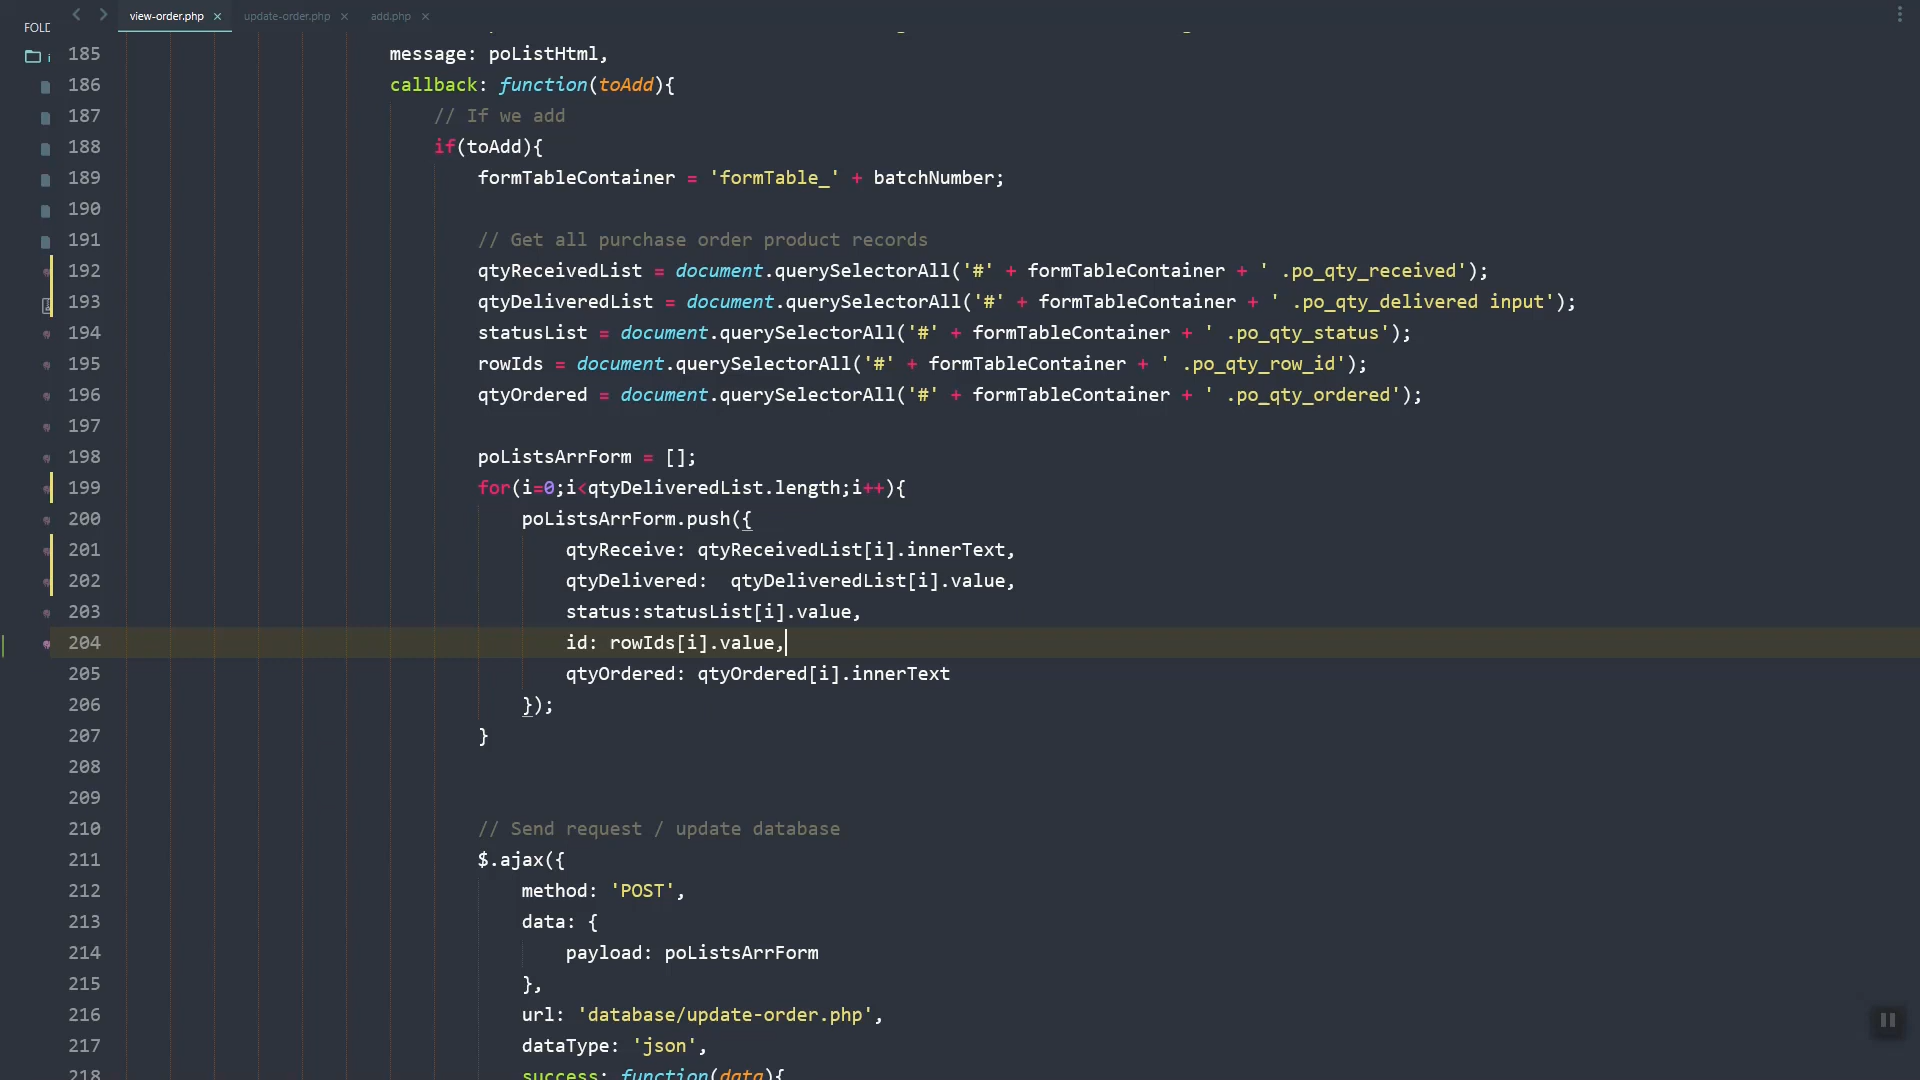 view-order.php × update-order.php × add.php ×
FOLD
185 message: poListHtml,
186 callback: function(toAdd){
187 // If we add
188 if(toAdd){
189 formTableContainer = 'formTable_' + batchNumber;
190
191 // Get all purchase order product records
192 qtyReceivedList = document.querySelectorAll('#' + formTableContainer + ' .po_qty_received');
193 qtyDeliveredList = document.querySelectorAll('#' + formTableContainer + ' .po_qty_delivered input');
194 statusList = document.querySelectorAll('#' + formTableContainer + ' .po_qty_status');
195 rowIds = document.querySelectorAll('#' + formTableContainer + ' .po_qty_row_id');
196 qtyOrdered = document.querySelectorAll('#' + formTableContainer + ' .po_qty_ordered');
197
198 poListsArrForm = [];
199 for(i=0;i<qtyDeliveredList.length;i++){
200 poListsArrForm.push({
201 qtyReceive: qtyReceivedList[i].innerText,
202 qtyDelivered:  qtyDeliveredList[i].value,
203 status:statusList[i].value,
204 id: rowIds[i].value,
205 qtyOrdered: qtyOrdered[i].innerText
206 });
207 }
208
209
210 // Send request / update database
211 $.ajax({
212 method: 'POST',
213 data: {
214 payload: poListsArrForm
215 },
216 url: 'database/update-order.php',
217 dataType: 'json',
218 success: function(data){